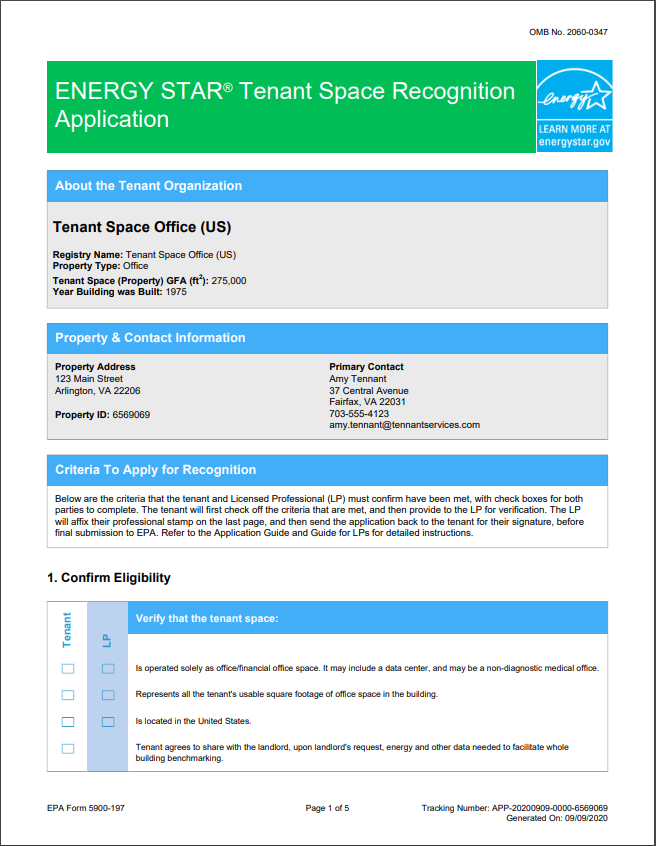 OMB No. 2060-0347
ENERGY STAR® Tenant Space Recognition
Application
energy
LEARN MORE AT
energystar.gov
About the Tenant Organization
Tenant Space Office (US)
Registry Name: Tenant Space Office (US)
Property Type: Office
Tenant Space (Property) GFA (ft²): 275,000
Year Building was Built: 1975
Property & Contact Information
Property Address
123 Main Street
Arlington, VA 22206
Property ID: 6569069
Primary Contact
Amy Tennant
37 Central Avenue
Fairfax, VA 22031
703-555-4123
amy.tennant@tennantservices.com
Criteria To Apply for Recognition
Below are the criteria that the tenant and Licensed Professional (LP) must confirm have been met, with check boxes for both
parties to complete. The tenant will first check off the criteria that are met, and then provide to the LP for verification. The LP
will affix their professional stamp on the last page, and then send the application back to the tenant for their signature, before
final submission to EPA. Refer to the Application Guide and Guide for LPs for detailed instructions.
1. Confirm Eligibility
Tenant
LP
Verify that the tenant space:
Is operated solely as office/financial office space. It may include a data center, and may be a non-diagnostic medical office.
Represents all the tenant's usable square footage of office space in the building.
Is located in the United States.
Tenant agrees to share with the landlord, upon landlord's request, energy and other data needed to facilitate whole
building benchmarking.
EPA Form 5900-197
Page 1 of 5
Tracking Number: APP-20200909-0000-6569069
Generated On: 09/09/2020